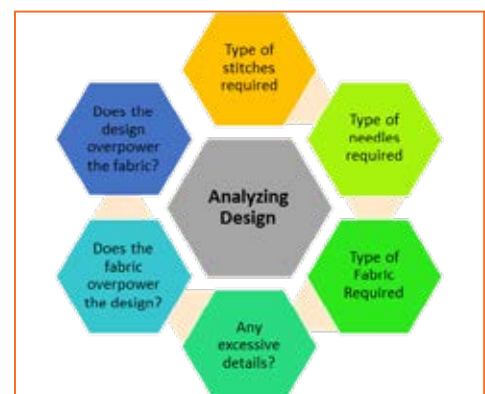 Type of
stitches
required
Type of
needles
required
Type of
Fabric
Required
Any
excessive
details?
Does the
fabric
overpower
the design?
Does the
design
overpower
the fabric?
Analyzing
Design